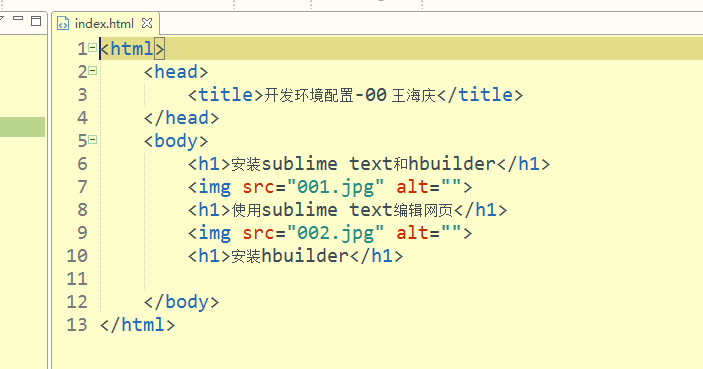 index.html
1 <html>
2 <head>
3 <title>开发环境配置-00 王海庆</title>
4 </head>
5 <body>
6 <h1>安装sublime text和hbuilder</h1>
7 <img src="001.jpg" alt="">
8 <h1>使用sublime text编辑网页</h1>
9 <img src="002.jpg" alt="">
10 <h1>安装hbuilder</h1>
11
12 </body>
13 </html>